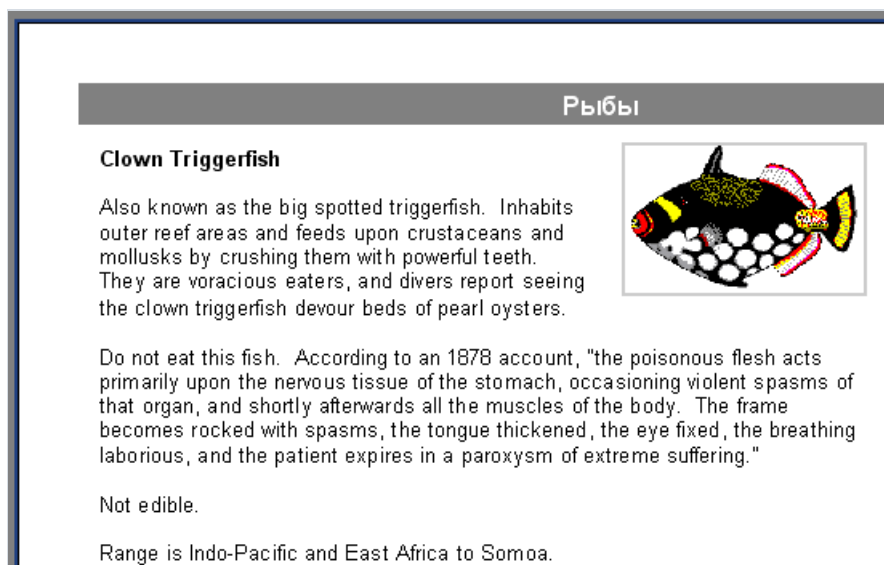 Рыбы
Clown Triggerfish
Also known as the big spotted triggerfish. Inhabits
outer reef areas and feeds upon crustaceans and
mollusks by crushing them with powerful teeth.
They are voracious eaters, and divers report seeing
the clown triggerfish devour beds of pearl oysters.
Do not eat this fish. According to an 1878 account, "the poisonous flesh acts
primarily upon the nervous tissue of the stomach, occasioning violent spasms of
that organ, and shortly afterwards all the muscles of the body. The frame
becomes rocked with spasms, the tongue thickened, the eye fixed, the breathing
laborious, and the patient expires in a paroxysm of extreme suffering."
Not edible.
Range is Indo-Pacific and East Africa to Somoa.